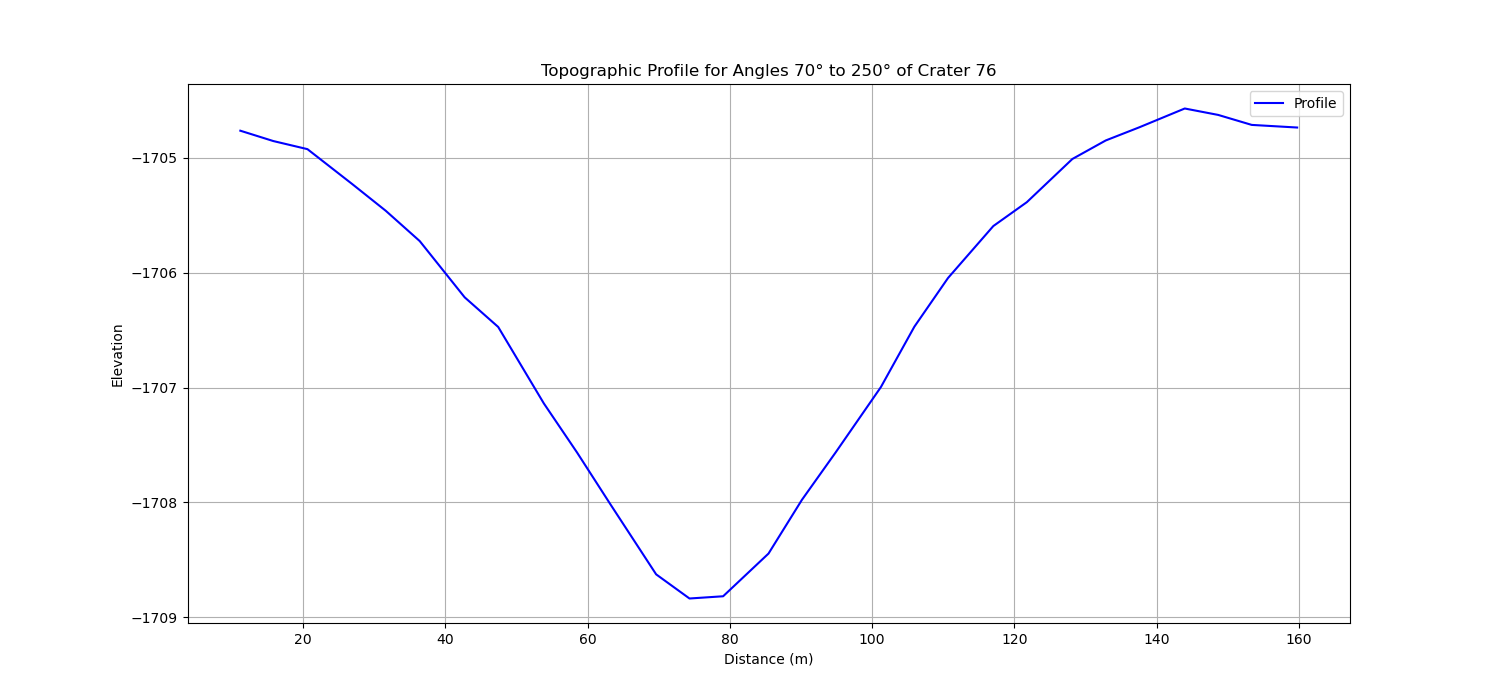 Topographic Profile for Angles 70° to 250° of Crater 76
Profile
−1705
−1706
−1707
−1708
−1709
Elevation
20 40 60 80 100 120 140 160
Distance (m)